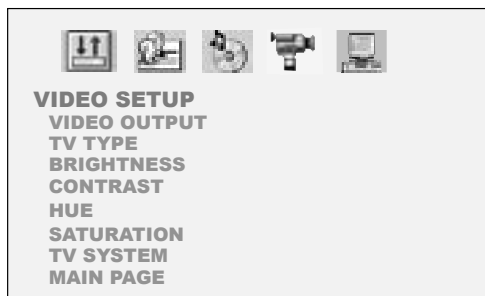 VIDEO SETUP
VIDEO OUTPUT
TV TYPE
BRIGHTNESS
CONTRAST
HUE
SATURATION
TV SYSTEM
MAIN PAGE